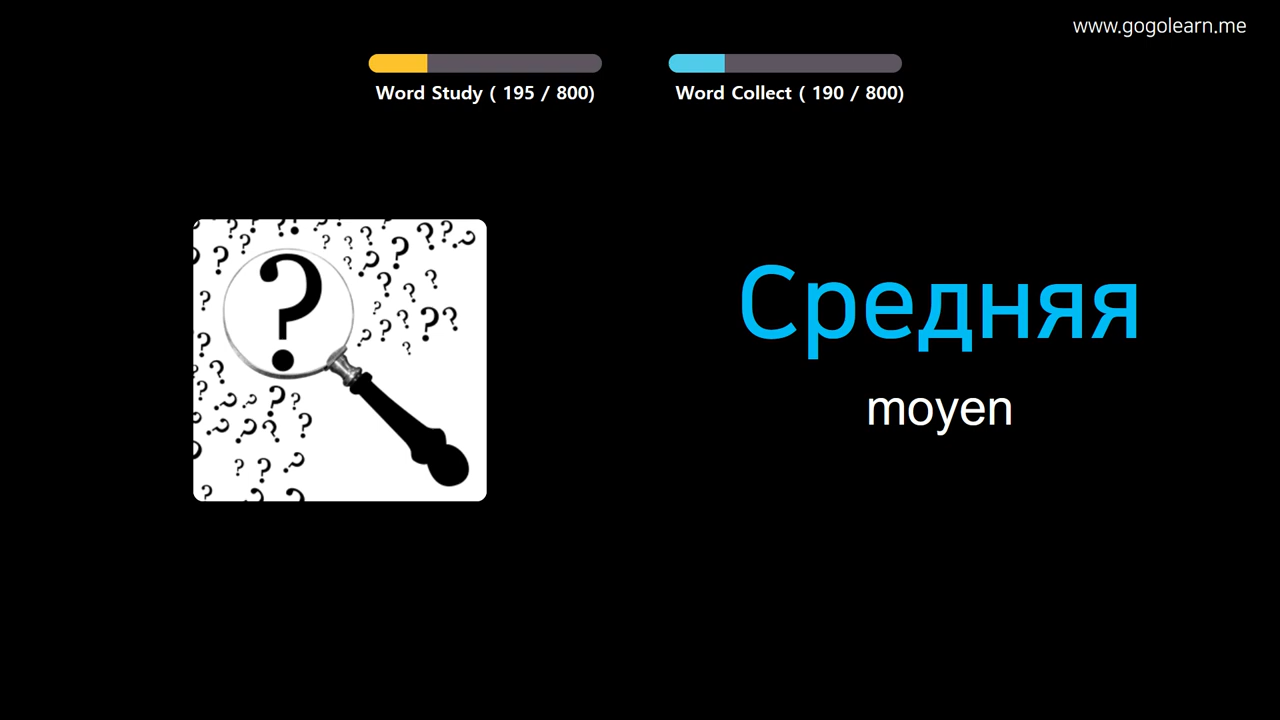 www.gogolearn.me
Word Study ( 195 / 800)
Word Collect ( 190 / 800)
Средняя
moyen